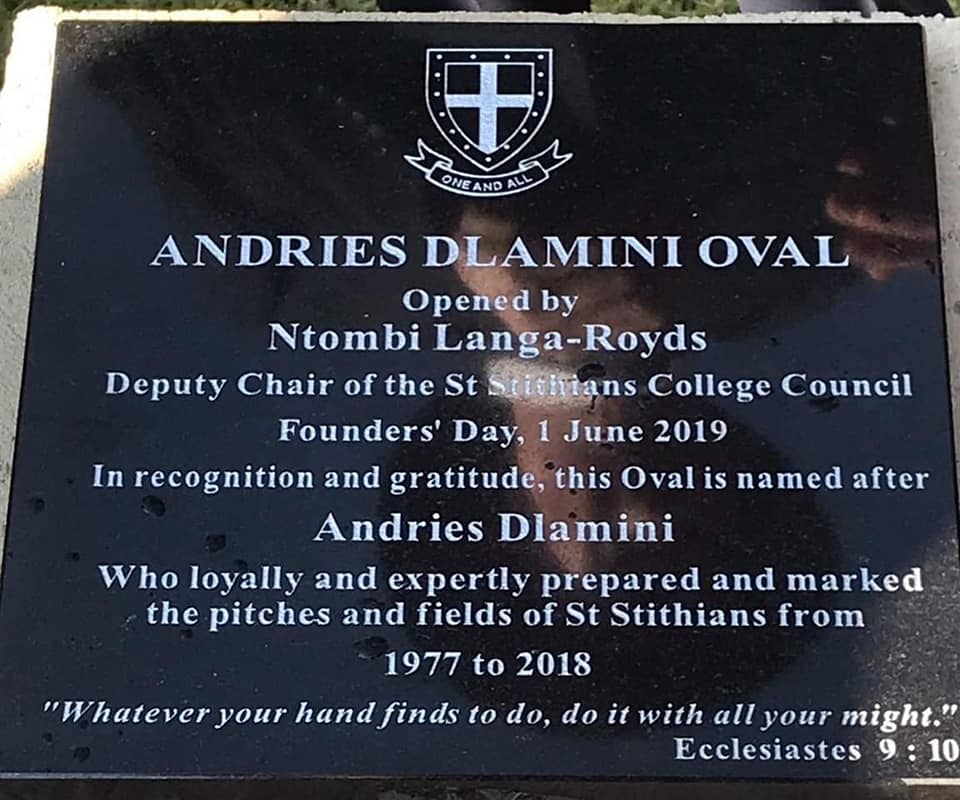 ONE AND ALL
ANDRIES DLAMINI OVAL
Opened by
Ntombi Langa-Royds
Deputy Chair of the St Stithians College Council
Founders' Day, 1 June 2019
In recognition and gratitude, this Oval is named after
Andries Dlamini
Who loyally and expertly prepared and marked
the pitches and fields of St Stithians from
1977 to 2018
"Whatever your hand finds to do, do it with all your might."
Ecclesiastes 9 : 10